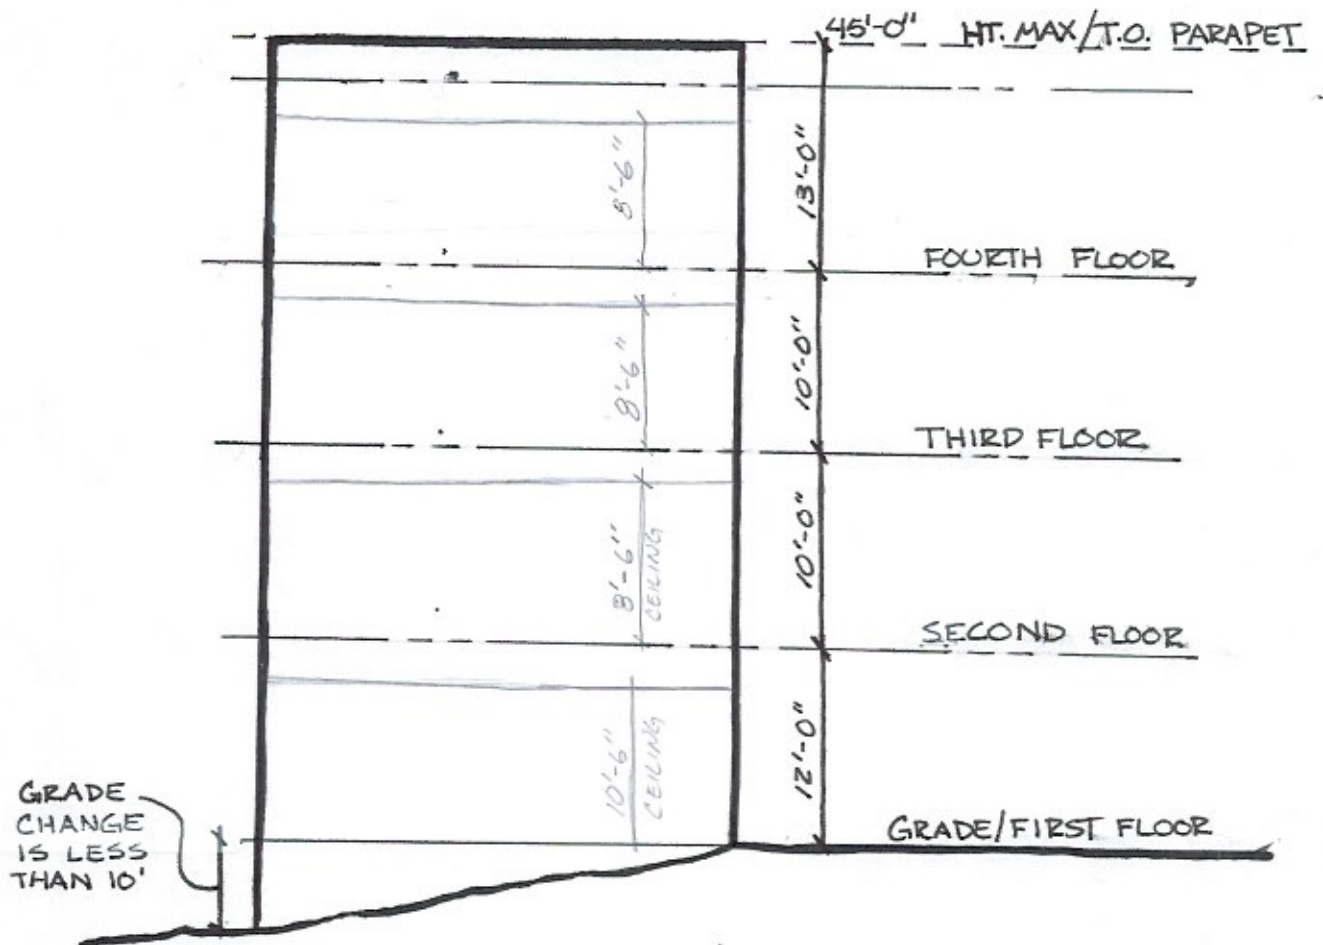 45'-0" HT. MAX/T.O. PARAPET
8'-6"
13'-0"
FOURTH FLOOR
8'-6"
10'-0"
THIRD FLOOR
8'-6"
CEILING
10'-0"
SECOND FLOOR
10'-6"
CEILING
12'-0"
GRADE/FIRST FLOOR
GRADE
CHANGE
IS LESS
THAN 10'